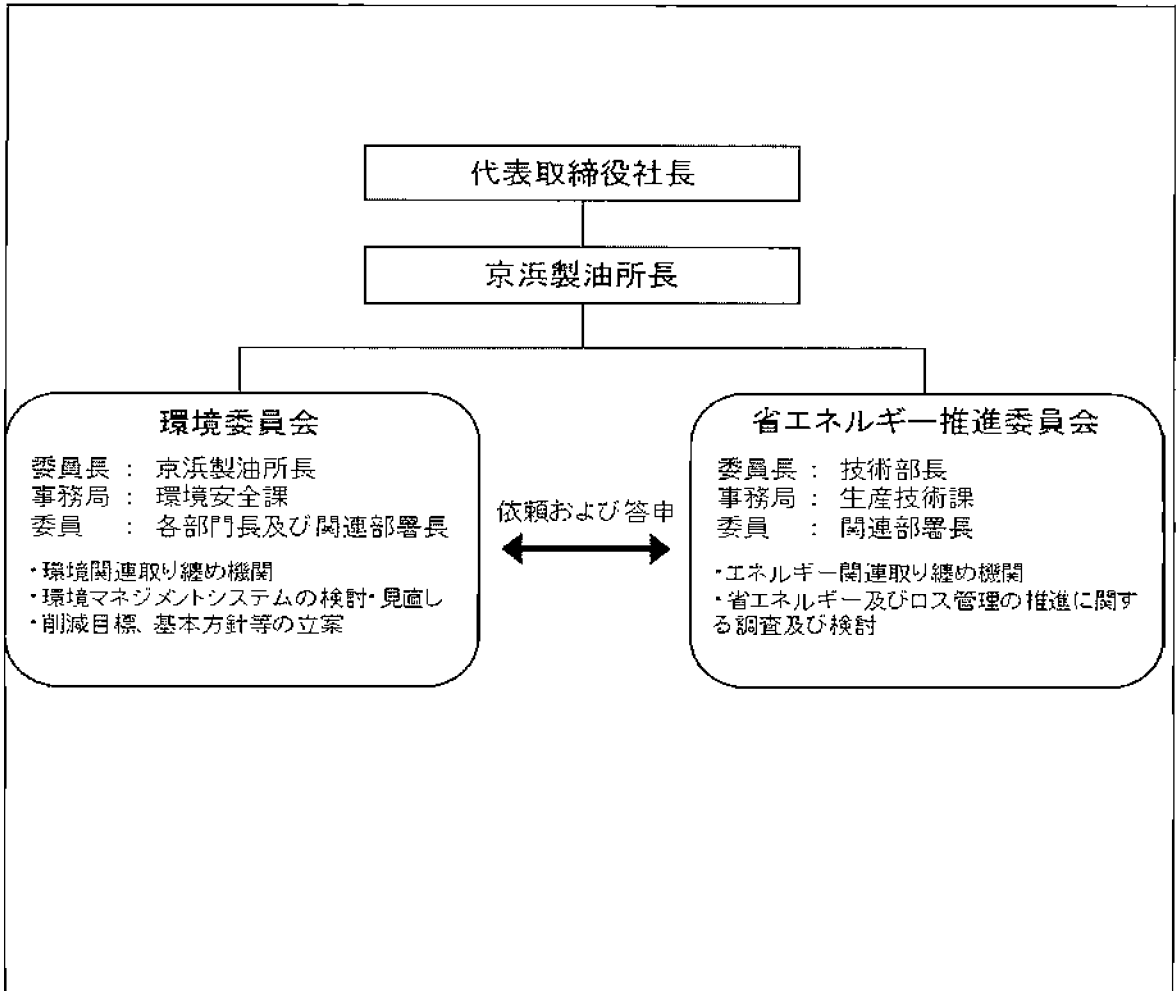 代表取締役社長
京浜製油所長
環境委員会
委員長 : 京浜製油所長
事務局 : 環境安全課
委員 : 各部門長及び関連部署長
・環境関連取り纏め機関
・環境マネジメントシステムの検討・見直し
・削減目標、基本方針等の立案
依頼および答申
省エネルギー推進委員会
委員長 : 技術部長
事務局 : 生産技術課
委員 : 関連部署長
・エネルギー関連取り纏め機関
・省エネルギー及びロス管理の推進に関す
る調査及び検討